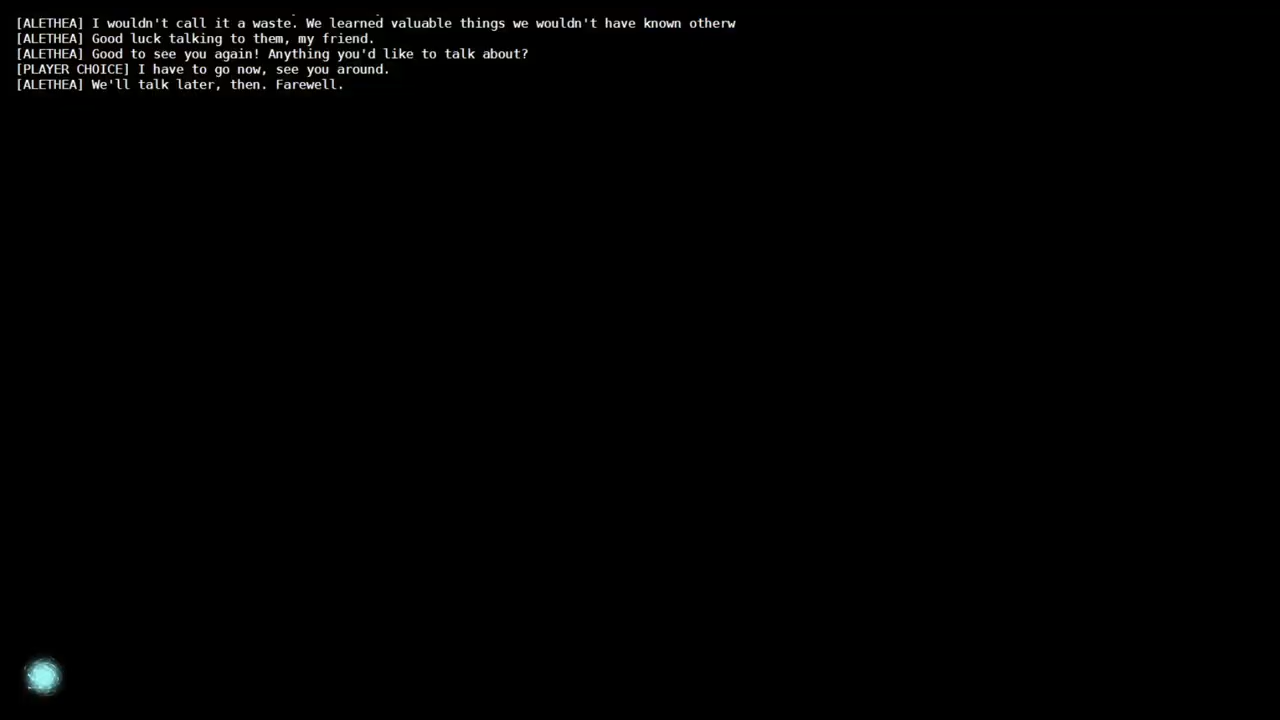 [ALETHEA] I wouldn't call it a waste. We learned valuable things we wouldn't have known otherw
[ALETHEA] Good luck talking to them, my friend.
[ALETHEA] Good to see you again! Anything you'd like to talk about?
[PLAYER CHOICE] I have to go now, see you around.
[ALETHEA] We'll talk later, then. Farewell.